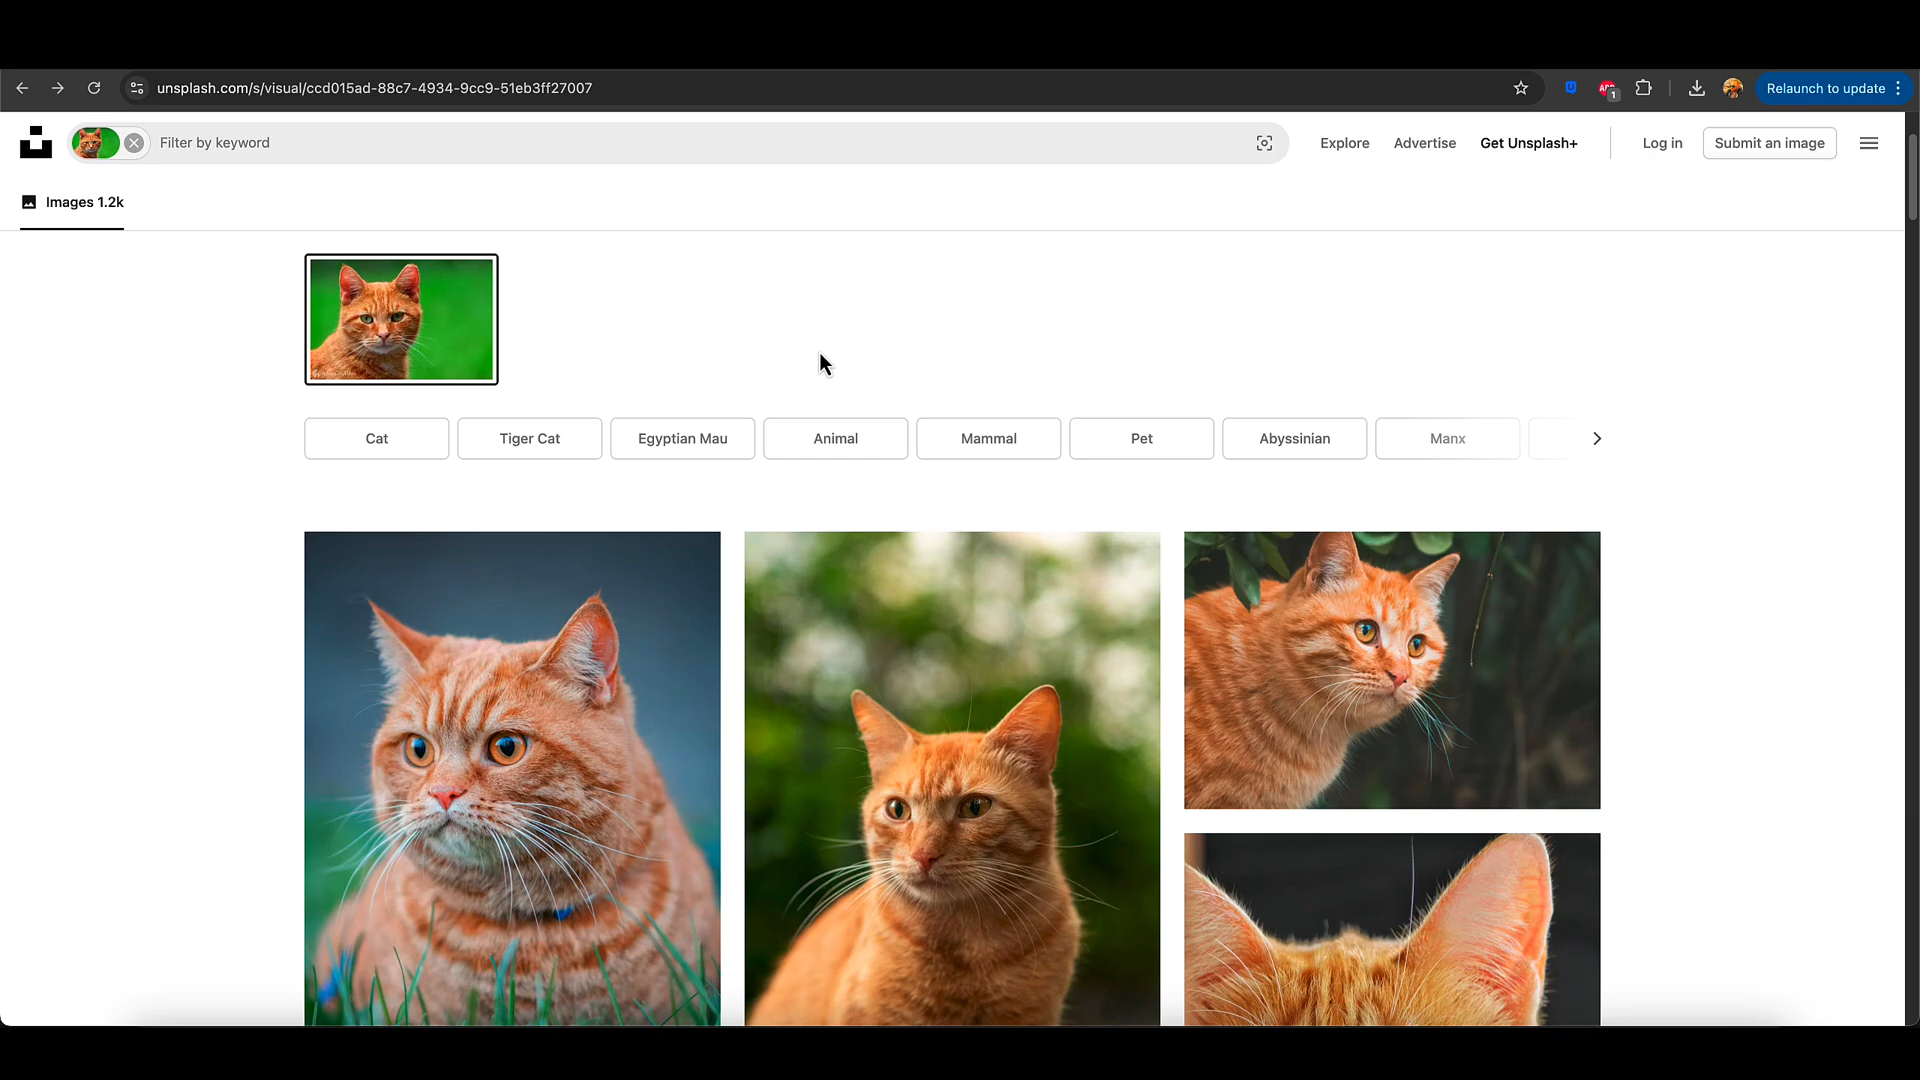 unsplash.com/s/visual/ccd015ad-88c7-4934-9cc9-51eb3ff27007
1
Relaunch to update
Filter by keyword
Explore
Advertise
Get Unsplash+
Log in
Submit an image
Images 1.2k
Cat
Tiger Cat
Egyptian Mau
Animal
Mammal
Pet
Abyssinian
Manx